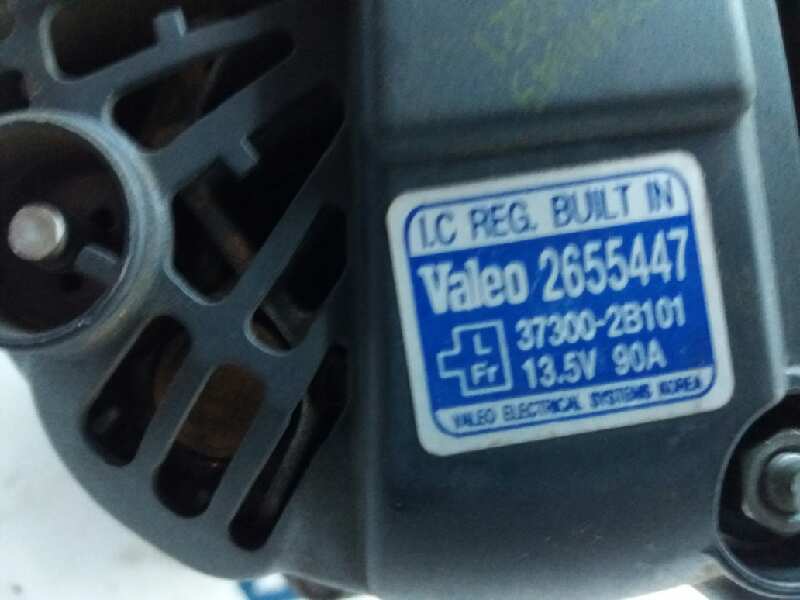 I.C REG. BUILT IN
Valeo 2655447
37300-2B101
L
Fr
13.5V 90A
VALEO ELECTRICAL SYSTEMS KOREA